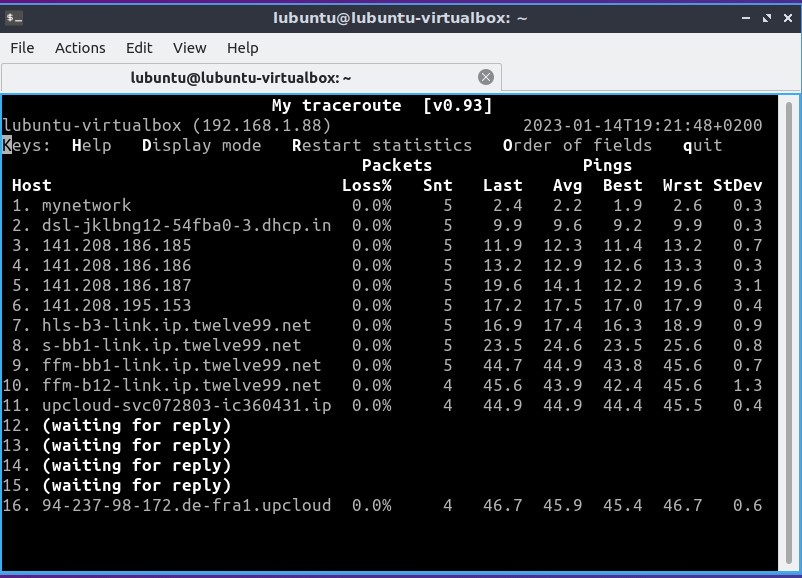 lubuntu@lubuntu-virtualbox: ~
File Actions Edit View Help
lubuntu@lubuntu-virtualbox: ~
My traceroute [v0.93]
lubuntu-virtualbox (192.168.1.88) 2023-01-14T19:21:48+0200
Keys: Help Display mode Restart statistics Order of fields quit
Packets Pings
Host Loss% Snt Last Avg Best Wrst StDev
1. mynetwork 0.0% 5 2.4 2.2 1.9 2.6 0.3
2. dsl-jklbng12-54fba0-3.dhcp.in 0.0% 5 9.9 9.6 9.2 9.9 0.3
3. 141.208.186.185 0.0% 5 11.9 12.3 11.4 13.2 0.7
4. 141.208.186.186 0.0% 5 13.2 12.9 12.6 13.3 0.3
5. 141.208.186.187 0.0% 5 19.6 14.1 12.2 19.6 3.1
6. 141.208.195.153 0.0% 5 17.2 17.5 17.0 17.9 0.4
7. hls-b3-link.ip.twelve99.net 0.0% 5 16.9 17.4 16.3 18.9 0.9
8. s-bb1-link.ip.twelve99.net 0.0% 5 23.5 24.6 23.5 25.6 0.8
9. ffm-bb1-link.ip.twelve99.net 0.0% 5 44.7 44.9 43.8 45.6 0.7
10. ffm-b12-link.ip.twelve99.net 0.0% 4 45.6 43.9 42.4 45.6 1.3
11. upcloud-svc072803-ic360431.ip 0.0% 4 44.9 44.9 44.4 45.5 0.4
12. (waiting for reply)
13. (waiting for reply)
14. (waiting for reply)
15. (waiting for reply)
16. 94-237-98-172.de-fra1.upcloud 0.0% 4 46.7 45.9 45.4 46.7 0.6